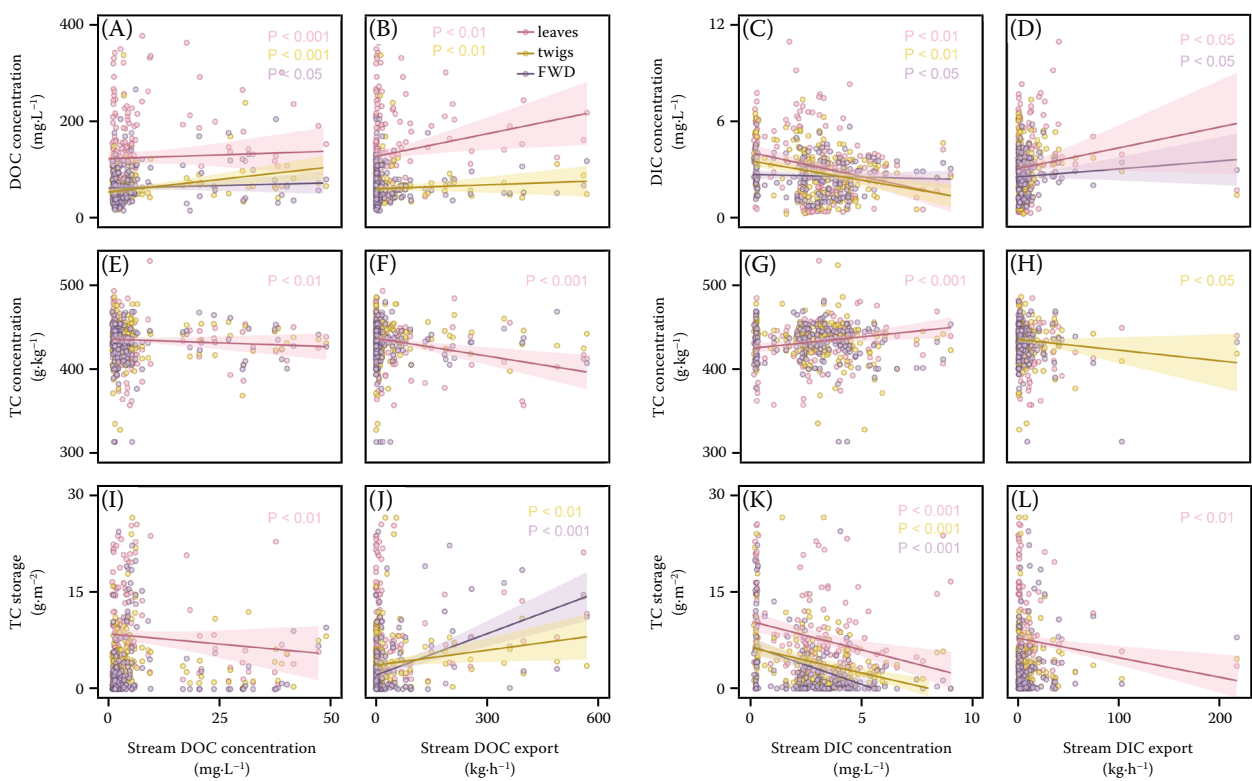 (A)
P < 0.001
P < 0.001
P < 0.05
(B)
P < 0.01
P < 0.01
leaves
twigs
FWD
(C)
P < 0.001
P < 0.01
P < 0.05
(D)
P < 0.05
P < 0.05
400
200
0
DOC concentration
(mg·L⁻¹)
12
6
0
DIC concentration
(mg·L⁻¹)
(E)
P < 0.01
(F)
P < 0.001
(G)
P < 0.001
(H)
P < 0.05
500
400
300
TC concentration
(g·kg⁻¹)
500
400
300
TC concentration
(g·kg⁻¹)
(I)
P < 0.01
(J)
P < 0.01
P < 0.001
(K)
P < 0.001
P < 0.001
P < 0.001
(L)
P < 0.01
30
15
0
TC storage
(g·m⁻²)
30
15
0
TC storage
(g·m⁻²)
0 25 50
0 300 600
0 5 10
0 100 200
Stream DOC concentration
(mg·L⁻¹)
Stream DOC export
(kg·h⁻¹)
Stream DIC concentration
(mg·L⁻¹)
Stream DIC export
(kg·h⁻¹)